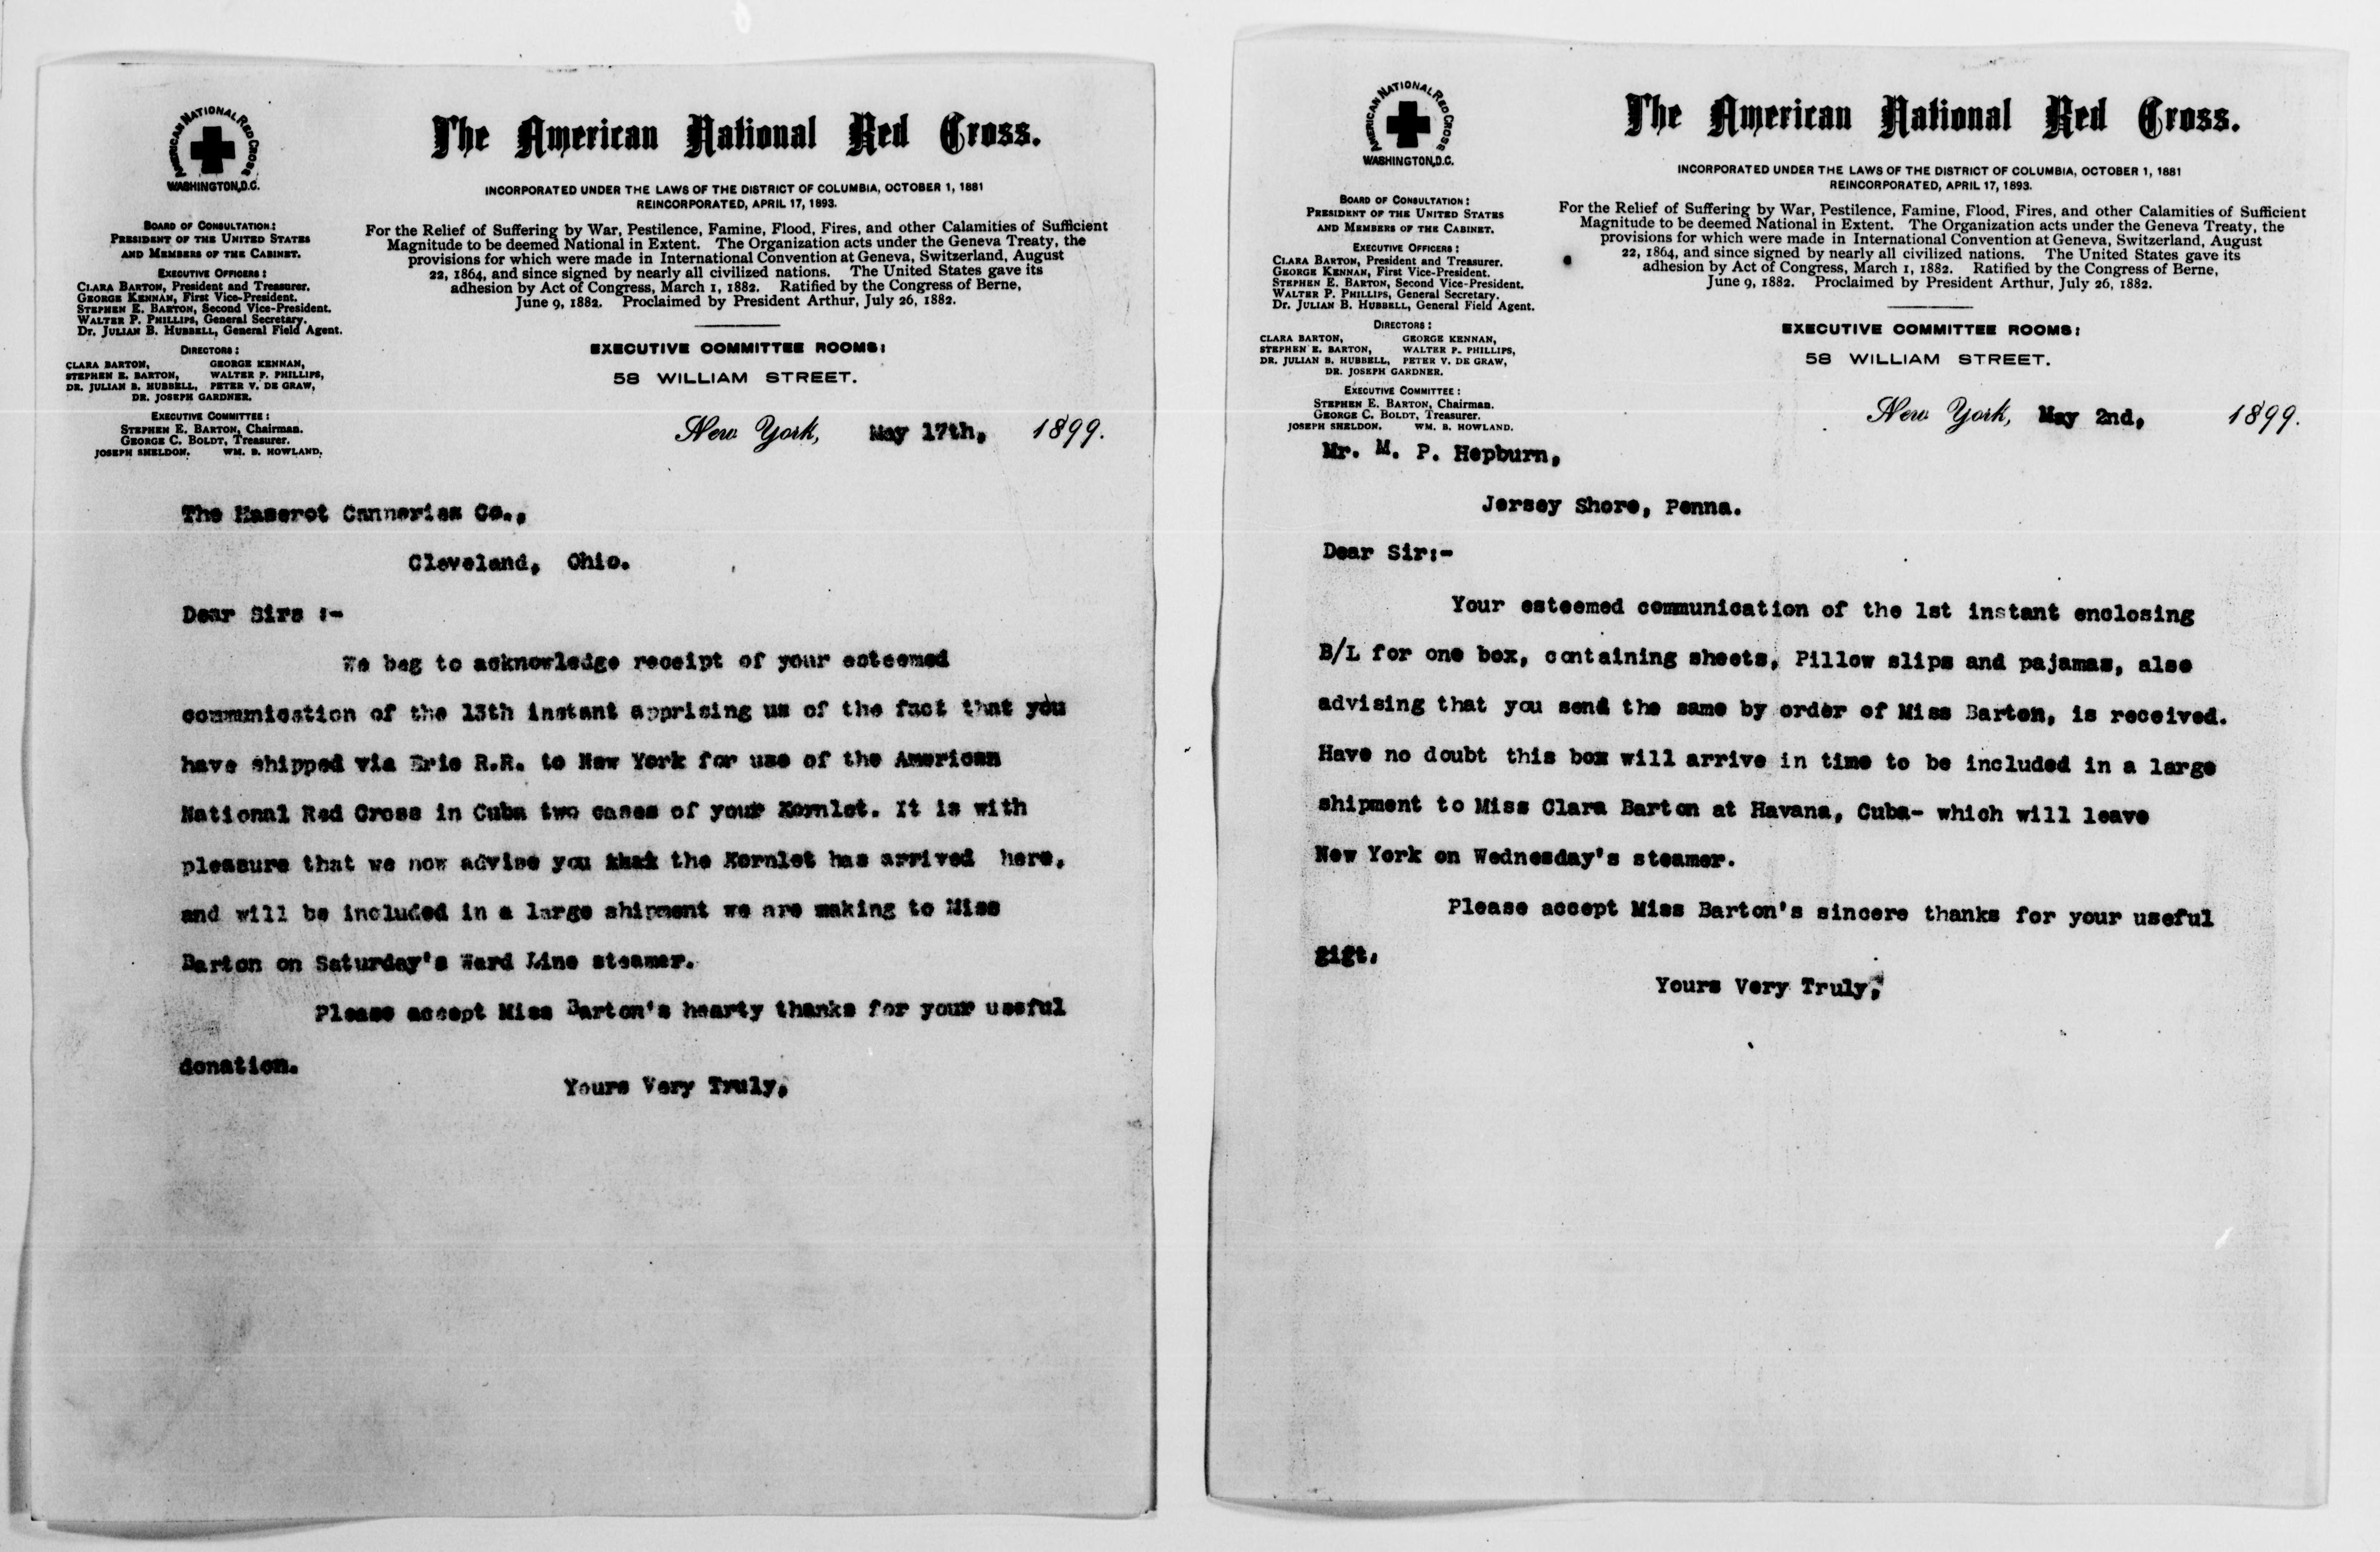 AMERICAN NATIONAL RED CROSS
WASHINGTON, D.C.
The American National Red Cross.
INCORPORATED UNDER THE LAWS OF THE DISTRICT OF COLUMBIA, OCTOBER 1, 1881
REINCORPORATED, APRIL 17, 1893.
BOARD OF CONSULTATION:
PRESIDENT OF THE UNITED STATES
AND MEMBERS OF THE CABINET.
EXECUTIVE OFFICERS:
CLARA BARTON, President and Treasurer.
GEORGE KENNAN, First Vice-President.
STEPHEN E. BARTON, Second Vice-President.
WALTER P. PHILLIPS, General Secretary.
Dr. JULIAN B. HUBBELL, General Field Agent.
DIRECTORS:
CLARA BARTON, GEORGE KENNAN,
STEPHEN E. BARTON, WALTER P. PHILLIPS,
DR. JULIAN B. HUBBELL, PETER V. DE GRAW,
DR. JOSEPH GARDNER.
EXECUTIVE COMMITTEE:
STEPHEN E. BARTON, Chairman.
GEORGE C. BOLDT, Treasurer.
JOSEPH SHELDON. WM. B. HOWLAND.
For the Relief of Suffering by War, Pestilence, Famine, Flood, Fires, and other Calamities of Sufficient
Magnitude to be deemed National in Extent. The Organization acts under the Geneva Treaty, the
provisions for which were made in International Convention at Geneva, Switzerland, August
22, 1864, and since signed by nearly all civilized nations. The United States gave its
adhesion by Act of Congress, March 1, 1882. Ratified by the Congress of Berne,
June 9, 1882. Proclaimed by President Arthur, July 26, 1882.
EXECUTIVE COMMITTEE ROOMS:
58 WILLIAM STREET.
New York, May 17th, 1899.
The Haserot Canneries Co.,
Cleveland, Ohio.
Dear Sirs :-
We beg to acknowledge receipt of your esteemed
communication of the 13th instant apprising us of the fact that you
have shipped via Erie R.R. to New York for use of the American
National Red Cross in Cuba two cases of your Kornlet. It is with
pleasure that we now advise you that the Kornlet has arrived here,
and will be included in a large shipment we are making to Miss
Barton on Saturday's Ward Line steamer.
Please accept Miss Barton's hearty thanks for your useful
donation.
Yours Very Truly,
AMERICAN NATIONAL RED CROSS
WASHINGTON, D.C.
The American National Red Cross.
INCORPORATED UNDER THE LAWS OF THE DISTRICT OF COLUMBIA, OCTOBER 1, 1881
REINCORPORATED, APRIL 17, 1893.
BOARD OF CONSULTATION:
PRESIDENT OF THE UNITED STATES
AND MEMBERS OF THE CABINET.
EXECUTIVE OFFICERS:
CLARA BARTON, President and Treasurer.
GEORGE KENNAN, First Vice-President.
STEPHEN E. BARTON, Second Vice-President.
WALTER P. PHILLIPS, General Secretary.
Dr. JULIAN B. HUBBELL, General Field Agent.
DIRECTORS:
CLARA BARTON, GEORGE KENNAN,
STEPHEN E. BARTON, WALTER P. PHILLIPS,
DR. JULIAN B. HUBBELL, PETER V. DE GRAW,
DR. JOSEPH GARDNER.
EXECUTIVE COMMITTEE:
STEPHEN E. BARTON, Chairman.
GEORGE C. BOLDT, Treasurer.
JOSEPH SHELDON. WM. B. HOWLAND.
For the Relief of Suffering by War, Pestilence, Famine, Flood, Fires, and other Calamities of Sufficient
Magnitude to be deemed National in Extent. The Organization acts under the Geneva Treaty, the
provisions for which were made in International Convention at Geneva, Switzerland, August
22, 1864, and since signed by nearly all civilized nations. The United States gave its
adhesion by Act of Congress, March 1, 1882. Ratified by the Congress of Berne,
June 9, 1882. Proclaimed by President Arthur, July 26, 1882.
EXECUTIVE COMMITTEE ROOMS:
58 WILLIAM STREET.
New York, May 2nd, 1899.
Mr. M. P. Hepburn,
Jersey Shore, Penna.
Dear Sir:-
Your esteemed communication of the 1st instant enclosing
B/L for one box, containing sheets, Pillow slips and pajamas, also
advising that you send the same by order of Miss Barton, is received.
Have no doubt this box will arrive in time to be included in a large
shipment to Miss Clara Barton at Havana, Cuba- which will leave
New York on Wednesday's steamer.
Please accept Miss Barton's sincere thanks for your useful
gift.
Yours Very Truly,